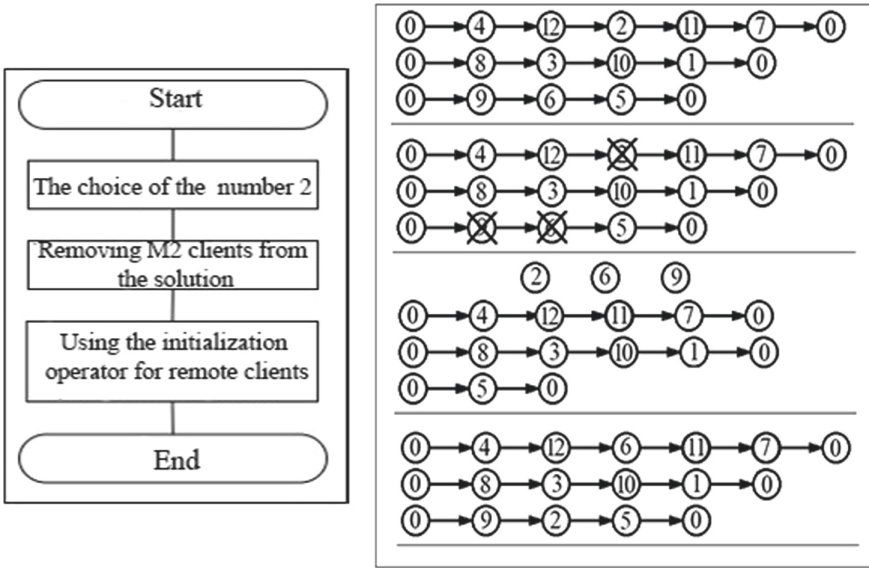 Start
The choice of the number 2
Removing M2 clients from
the solution
Using the initialization
operator for remote clients
End
0 4 12 2 11 7 0
0 8 3 10 1 0
0 9 6 5 0
0 4 12 2 11 7 0
0 8 3 10 1 0
0 9 6 5 0
2 6 9
0 4 12 11 7 0
0 8 3 10 1 0
0 5 0
0 4 12 6 11 7 0
0 8 3 10 1 0
0 9 2 5 0